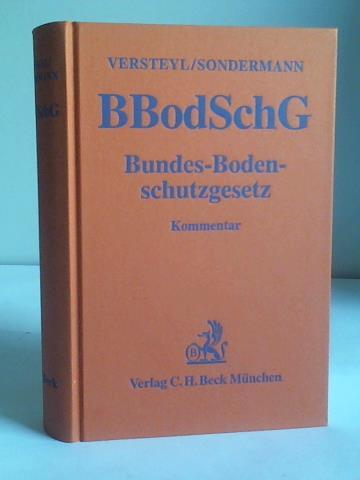 VERSTEYL/SONDERMANN
BBodSchG
Bundes-Boden-
schutzgesetz
Kommentar
B
Verlag C. H. Beck München